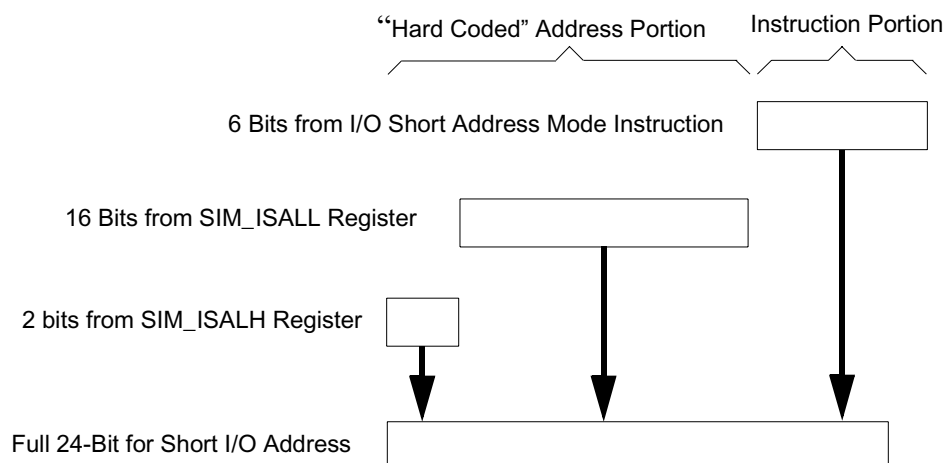 “Hard Coded” Address Portion
Instruction Portion
6 Bits from I/O Short Address Mode Instruction
16 Bits from SIM_ISALL Register
2 bits from SIM_ISALH Register
Full 24-Bit for Short I/O Address